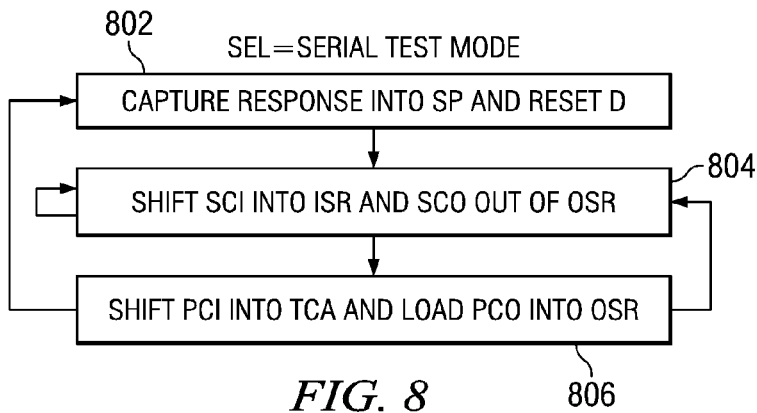 802
SEL=SERIAL TEST MODE
CAPTURE RESPONSE INTO SP AND RESET D
804
SHIFT SCI INTO ISR AND SCO OUT OF OSR
SHIFT PCI INTO TCA AND LOAD PCO INTO OSR
806
FIG. 8